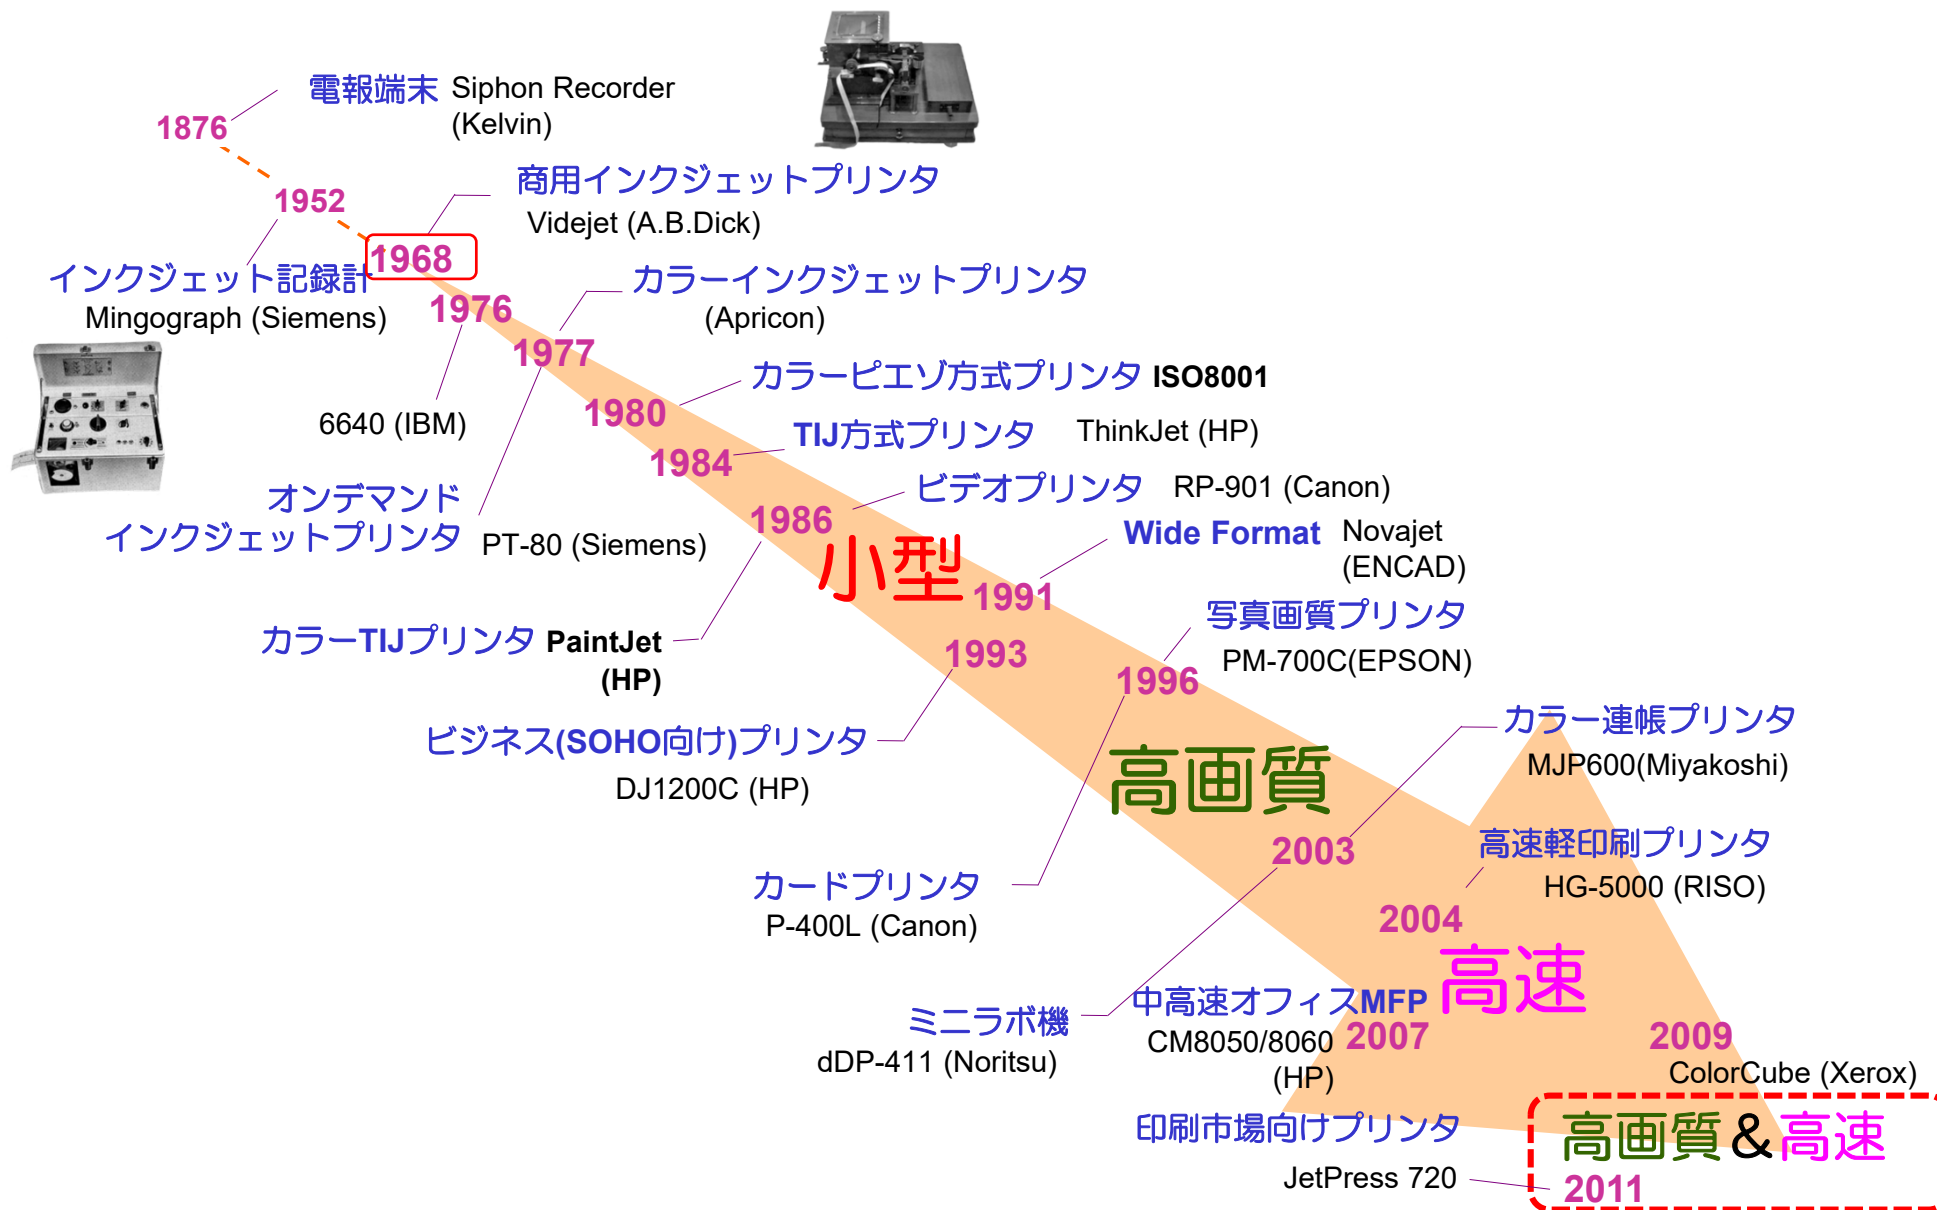 電報端末 Siphon Recorder
(Kelvin)
1876
1952
商用インクジェットプリンタ
Videjet (A.B.Dick)
1968
インクジェット記録計
Mingograph (Siemens)
カラーインクジェットプリンタ
(Apricon)
1976
1977
6640 (IBM)
カラーピエゾ方式プリンタ ISO8001
1980
TIJ方式プリンタ ThinkJet (HP)
1984
オンデマンド
インクジェットプリンタ PT-80 (Siemens)
ビデオプリンタ RP-901 (Canon)
1986
小型
Wide Format Novajet
(ENCAD)
1991
カラーTIJプリンタ PaintJet
(HP)
写真画質プリンタ
PM-700C(EPSON)
1993
1996
ビジネス(SOHO向け)プリンタ
DJ1200C (HP)
高画質
カラー連帳プリンタ
MJP600(Miyakoshi)
2003
高速軽印刷プリンタ
HG-5000 (RISO)
カードプリンタ
P-400L (Canon)
2004
高速
ミニラボ機
dDP-411 (Noritsu)
中高速オフィスMFP
CM8050/8060
(HP)
2007
2009
ColorCube (Xerox)
印刷市場向けプリンタ
JetPress 720
高画質&高速
2011